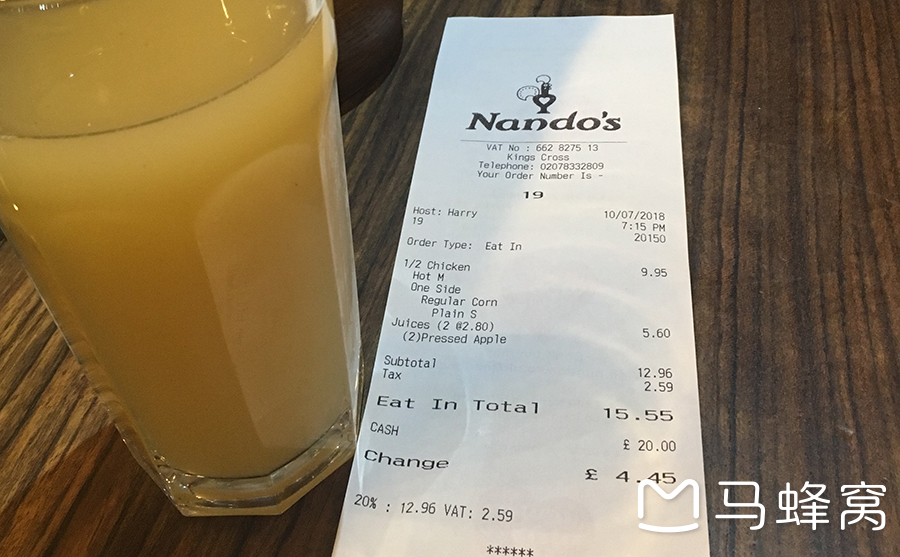 Nando's
VAT No : 662 8275 13
Kings Cross
Telephone: 02078332809
Your Order Number Is -
19
Host: Harry 10/07/2018
19 7:15 PM
20150
Order Type: Eat In
1/2 Chicken 9.95
Hot M
One Side
Regular Corn
Plain S
Juices (2 @2.80) 5.60
(2)Pressed Apple
Subtotal 12.96
Tax 2.59
Eat In Total 15.55
CASH £ 20.00
Change £ 4.45
20% : 12.96 VAT: 2.59
******
马蜂窝